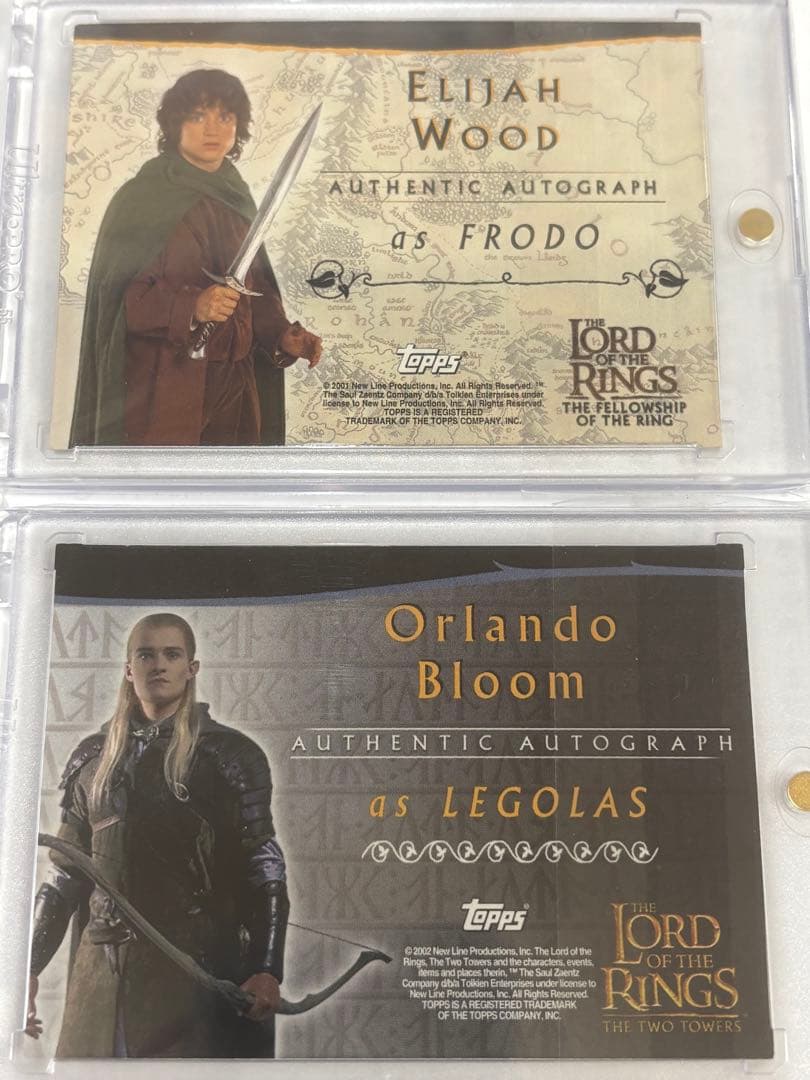 ELIJAH
WOOD
AUTHENTIC AUTOGRAPH
as FRODO
topps
© 2001 New Line Productions, Inc. All Rights Reserved. ™
The Saul Zaentz Company d/b/a Tolkien Enterprises under
license to New Line Productions, Inc. All Rights Reserved.
TOPPS IS A REGISTERED
TRADEMARK OF THE TOPPS COMPANY, INC.
THE
LORD
OF THE
RINGS
THE FELLOWSHIP
OF THE RING
Orlando
Bloom
AUTHENTIC AUTOGRAPH
as LEGOLAS
topps®
© 2002 New Line Productions, Inc. The Lord of the
Rings, The Two Towers and the characters, events,
items and places therin, ™ The Saul Zaentz
Company d/b/a Tolkien Enterprises under license to
New Line Productions, Inc. All Rights Reserved.
TOPPS IS A REGISTERED TRADEMARK
OF THE TOPPS COMPANY, INC.
THE
LORD
OF THE
RINGS
THE TWO TOWERS